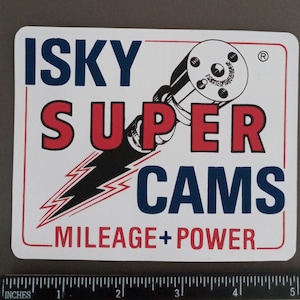 ISKY
®
SUPER
CAMS
MILEAGE+POWER
INCHES 1 2 3 4 5